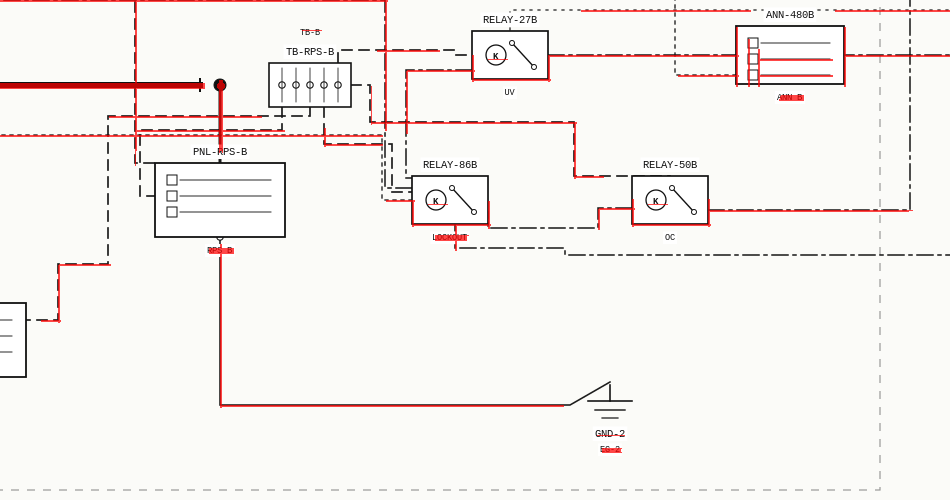 RELAY-27B
ANN-480B
TB-B
TB-RPS-B
K
UV
ANN-B
PNL-RPS-B
RELAY-86B
RELAY-50B
K
K
LOCKOUT
OC
RPS-B
GND-2
EG-2